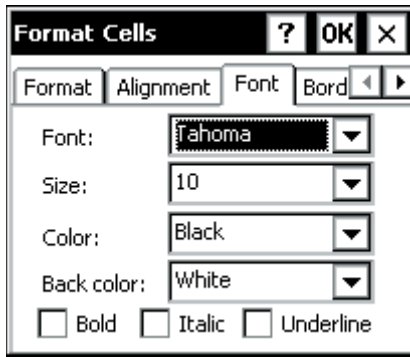 Format Cells ? OK ×
Format Alignment Font Bord
Font: Tahoma
Size: 10
Color: Black
Back color: White
Bold Italic Underline